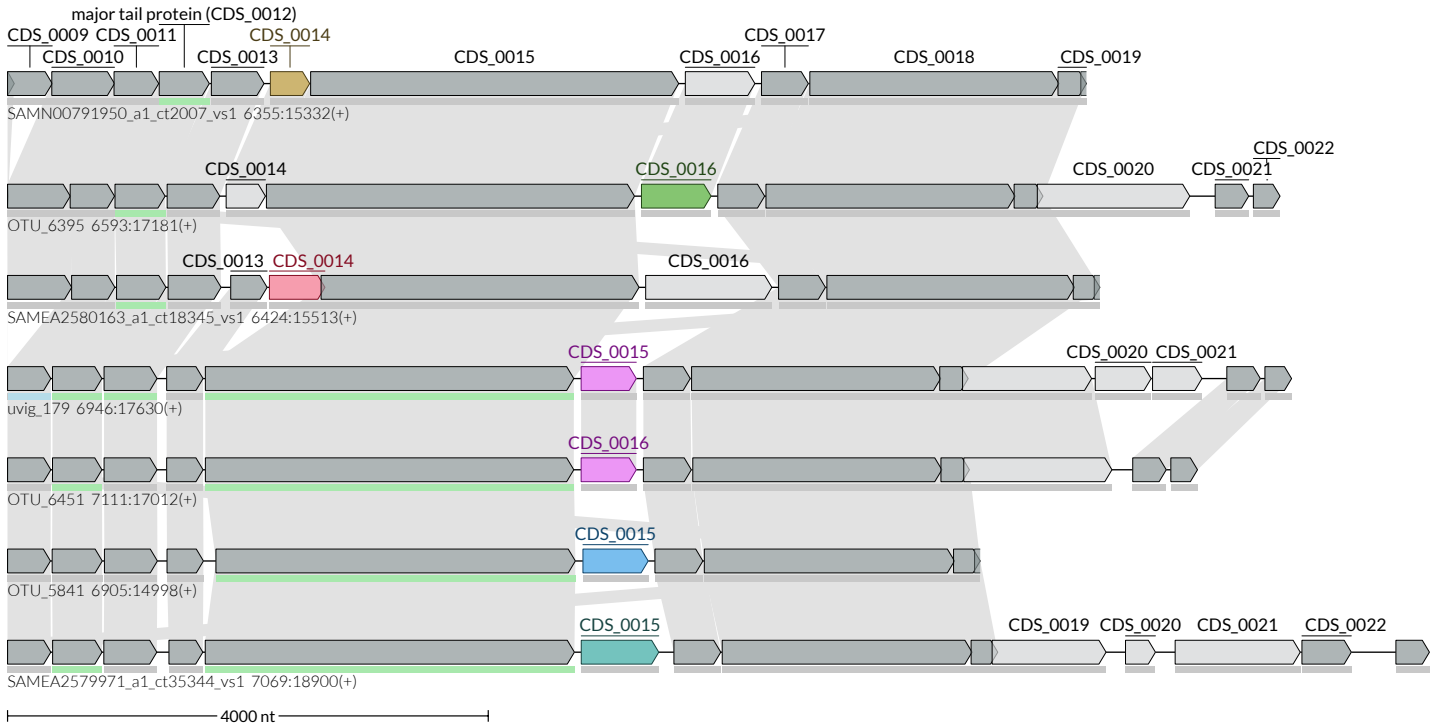 major tail protein (CDS_0012)
CDS_0009 CDS_0011 CDS_0014 CDS_0017
CDS_0010 CDS_0013 CDS_0015 CDS_0016 CDS_0018 CDS_0019
SAMN00791950_a1_ct2007_vs1 6355:15332(+)
CDS_0022
CDS_0014 CDS_0016 CDS_0020 CDS_0021
OTU_6395 6593:17181(+)
CDS_0013 CDS_0014 CDS_0016
SAMEA2580163_a1_ct18345_vs1 6424:15513(+)
CDS_0015 CDS_0020 CDS_0021
uvig_179 6946:17630(+)
CDS_0016
OTU_6451 7111:17012(+)
CDS_0015
OTU_5841 6905:14998(+)
CDS_0015 CDS_0019 CDS_0020 CDS_0021 CDS_0022
SAMEA2579971_a1_ct35344_vs1 7069:18900(+)
4000 nt